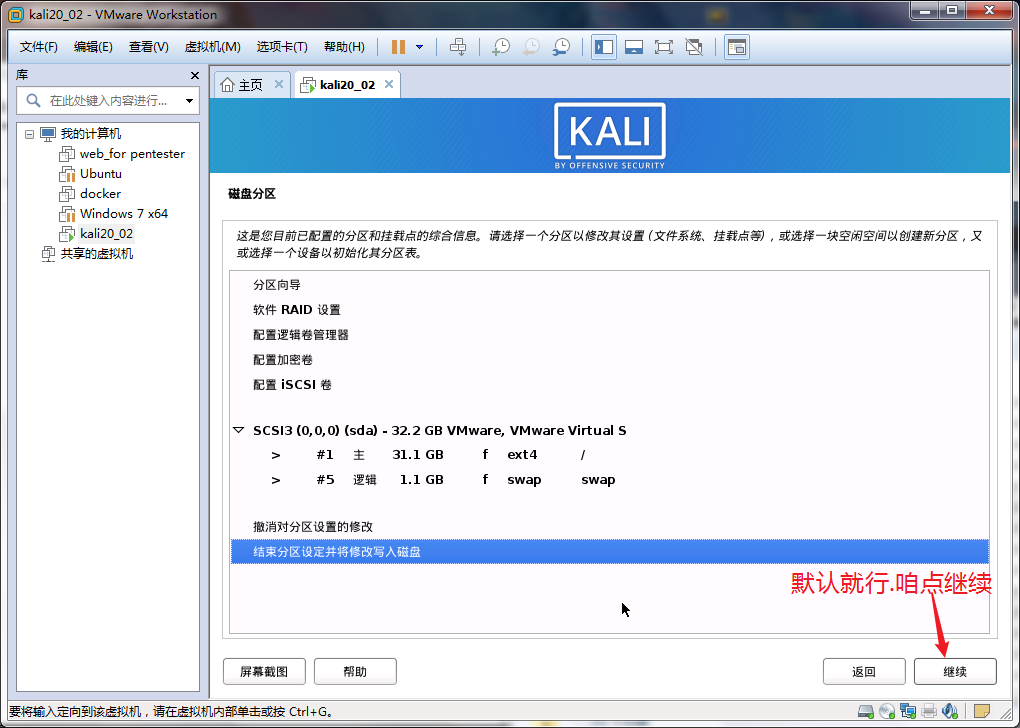 kali20_02 - VMware Workstation
文件(F) 编辑(E) 查看(V) 虚拟机(M) 选项卡(T) 帮助(H)
库
主页
kali20_02
在此处键入内容进行...
我的计算机
web_for pentester
Ubuntu
docker
Windows 7 x64
kali20_02
共享的虚拟机
KALI
BY OFFENSIVE SECURITY
磁盘分区
这是您目前已配置的分区和挂载点的综合信息。请选择一个分区以修改其设置 (文件系统、挂载点等)，或选择一块空闲空间以创建新分区，又
或选择一个设备以初始化其分区表。
分区向导
软件 RAID 设置
配置逻辑卷管理器
配置加密卷
配置 iSCSI 卷
SCSI3 (0,0,0) (sda) - 32.2 GB VMware, VMware Virtual S
> #1 主 31.1 GB f ext4 /
> #5 逻辑 1.1 GB f swap swap
撤消对分区设置的修改
结束分区设定并将修改写入磁盘
默认就行.咱点继续
屏幕截图 帮助 返回 继续
要将输入定向到该虚拟机，请在虚拟机内部单击或按 Ctrl+G。